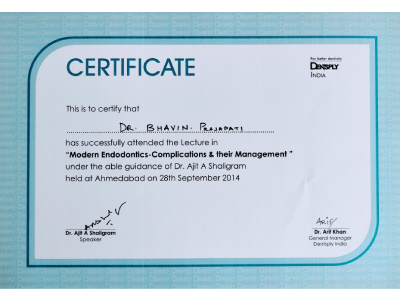 For better dentistry
DENTSPLY
INDIA
CERTIFICATE
This is to certify that
DR. BHAVIN. PRAJAPATI
has successfully attended the Lecture in
"Modern Endodontics-Complications & their Management "
under the able guidance of Dr. Ajit A Shaligram
held at Ahmedabad on 28th September 2014
Dr. Ajit A Shaligram
Speaker
Arif
Dr. Arif Khan
General Manager
Dentsply India